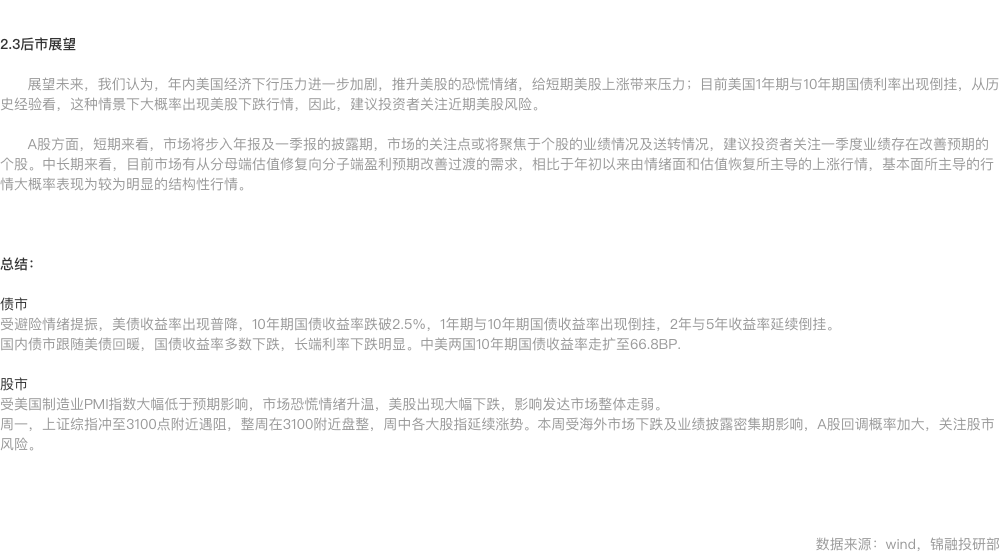 2.3后市展望
展望未来，我们认为，年内美国经济下行压力进一步加剧，推升美股的恐慌情绪，给短期美股上涨带来压力；目前美国1年期与10年期国债利率出现倒挂，从历
史经验看，这种情景下大概率出现美股下跌行情，因此，建议投资者关注近期美股风险。
A股方面，短期来看，市场将步入年报及一季报的披露期，市场的关注点或将聚焦于个股的业绩情况及送转情况，建议投资者关注一季度业绩存在改善预期的
个股。中长期来看，目前市场有从分母端估值修复向分子端盈利预期改善过渡的需求，相比于年初以来由情绪面和估值恢复所主导的上涨行情，基本面所主导的行
情大概率表现为较为明显的结构性行情。
总结：
债市
受避险情绪提振，美债收益率出现普降，10年期国债收益率跌破2.5%，1年期与10年期国债收益率出现倒挂，2年与5年收益率延续倒挂。
国内债市跟随美债回暖，国债收益率多数下跌，长端利率下跌明显。中美两国10年期国债收益率走扩至66.8BP.
股市
受美国制造业PMI指数大幅低于预期影响，市场恐慌情绪升温，美股出现大幅下跌，影响发达市场整体走弱。
周一，上证综指冲至3100点附近遇阻，整周在3100附近盘整，周中各大股指延续涨势。本周受海外市场下跌及业绩披露密集期影响，A股回调概率加大，关注股市
风险。
数据来源：wind，锦融投研部